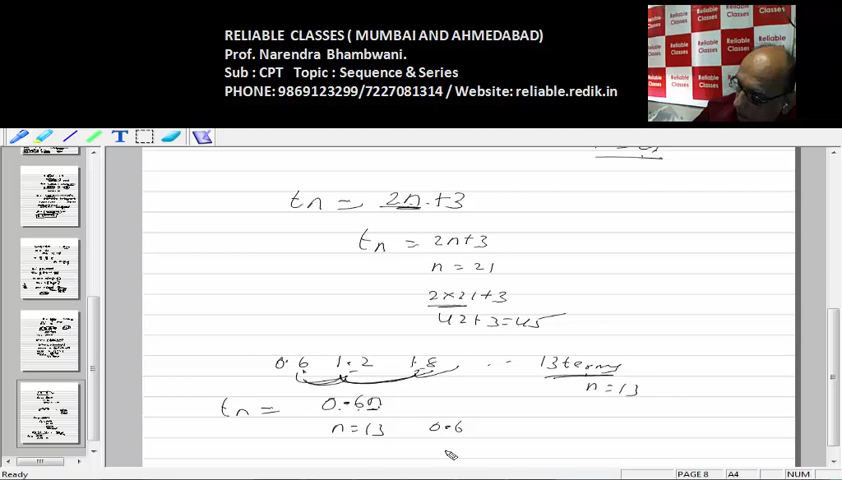 RELIABLE CLASSES ( MUMBAI AND AHMEDABAD)
Prof. Narendra Bhambwani.
Sub : CPT Topic : Sequence & Series
PHONE: 9869123299/7227081314 / Website: reliable.redik.in
tn = 2n+3
tn = 2n+3
n = 21
2×21+3
42+3=45
0.6 1.2 1.8 .. 13 terms
n=13
tn = 0.6n
n=13 0.6
Ready
PAGE 8 A4 NUM